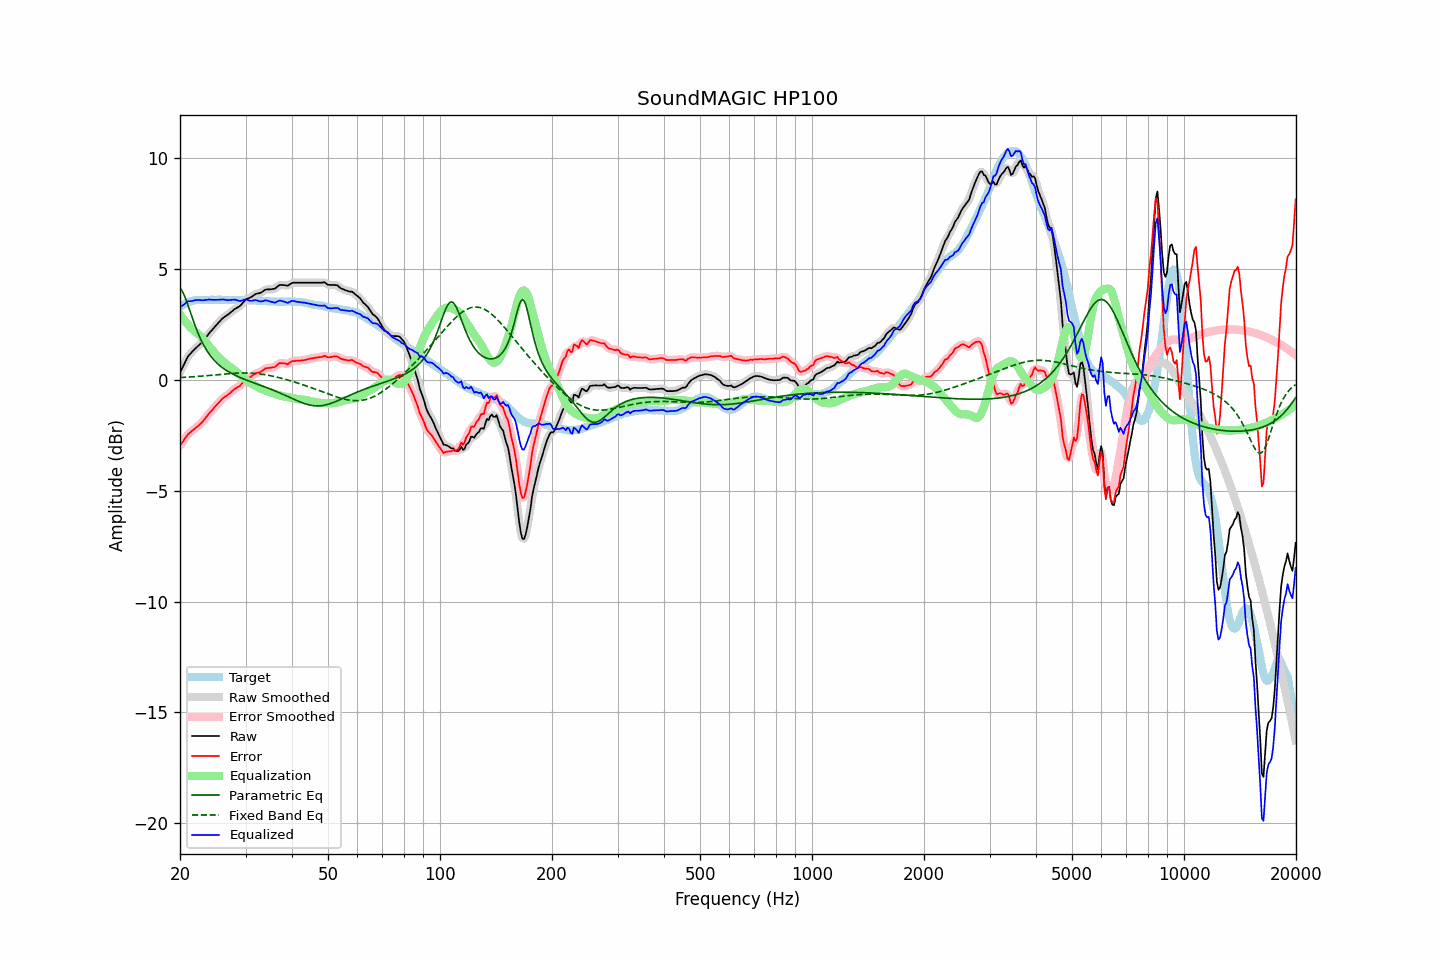 SoundMAGIC HP100
Amplitude (dBr)
10
5
0
−5
−10
−15
−20
Target
Raw Smoothed
Error Smoothed
Raw
Error
Equalization
Parametric Eq
Fixed Band Eq
Equalized
20 50 100 200 500 1000 2000 5000 10000 20000
Frequency (Hz)